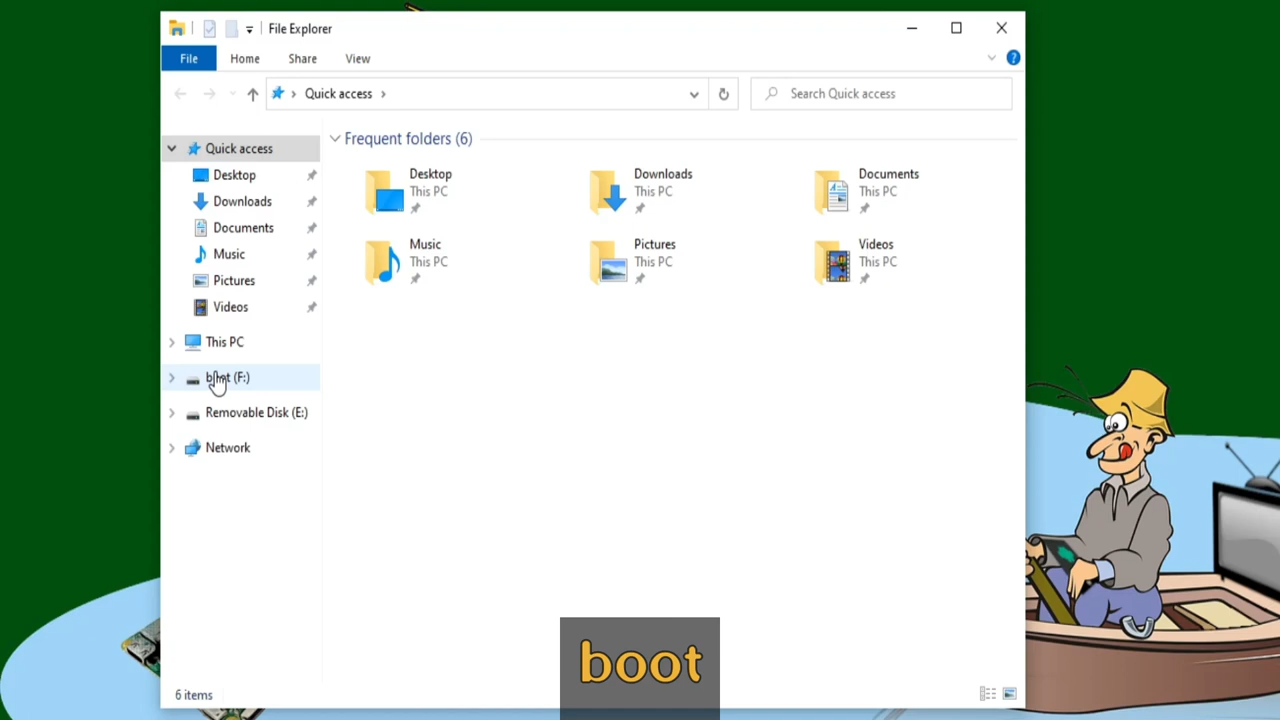 File Explorer
File Home Share View
Quick access
Search Quick access
Quick access
Desktop
Downloads
Documents
Music
Pictures
Videos
This PC
boot (F:)
Removable Disk (E:)
Network
Frequent folders (6)
Desktop
This PC
Downloads
This PC
Documents
This PC
Music
This PC
Pictures
This PC
Videos
This PC
6 items
boot